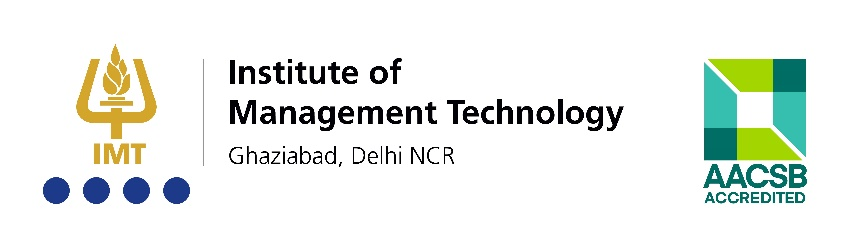 IMT
Institute of
Management Technology
Ghaziabad, Delhi NCR
AACSB
ACCREDITED